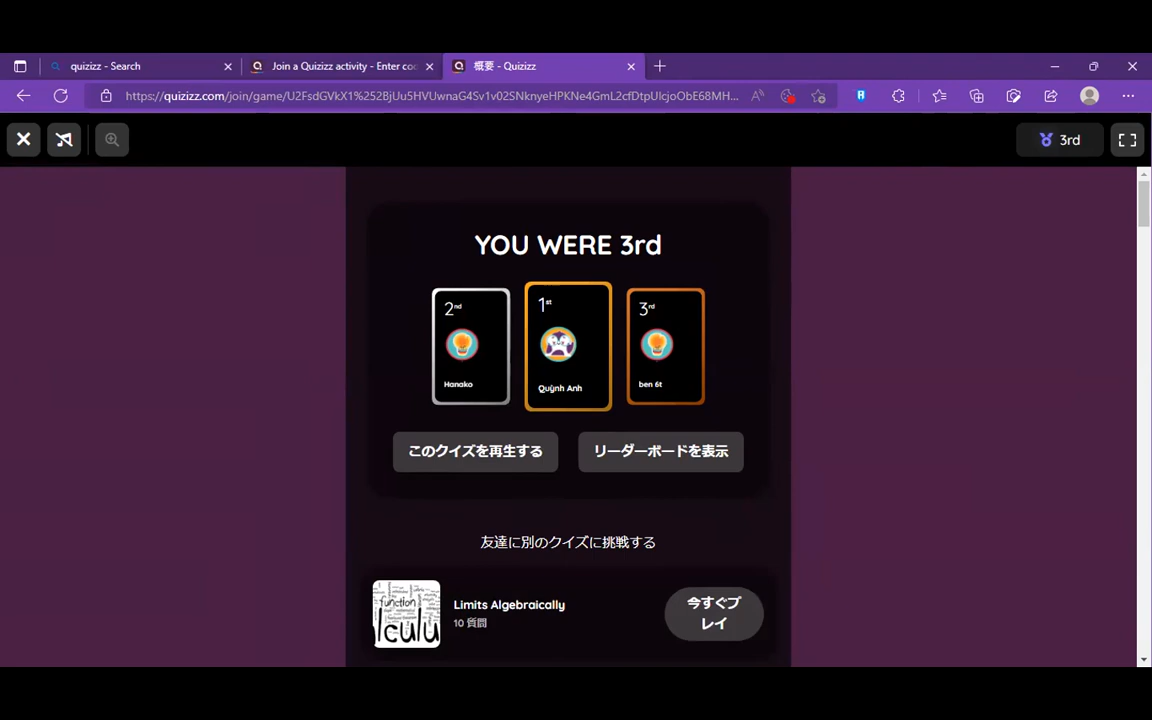 quizizz - Search
Join a Quizizz activity - Enter co
概要 - Quizizz
https://quizizz.com/join/game/
3rd
YOU WERE 3rd
2nd
1st
3rd
Hanako
Quỳnh Anh
ben 6t
このクイズを再生する
リーダーボードを表示
友達に別のクイズに挑戦する
function
lculu
Limits Algebraically
10 質問
今すぐプ
レイ